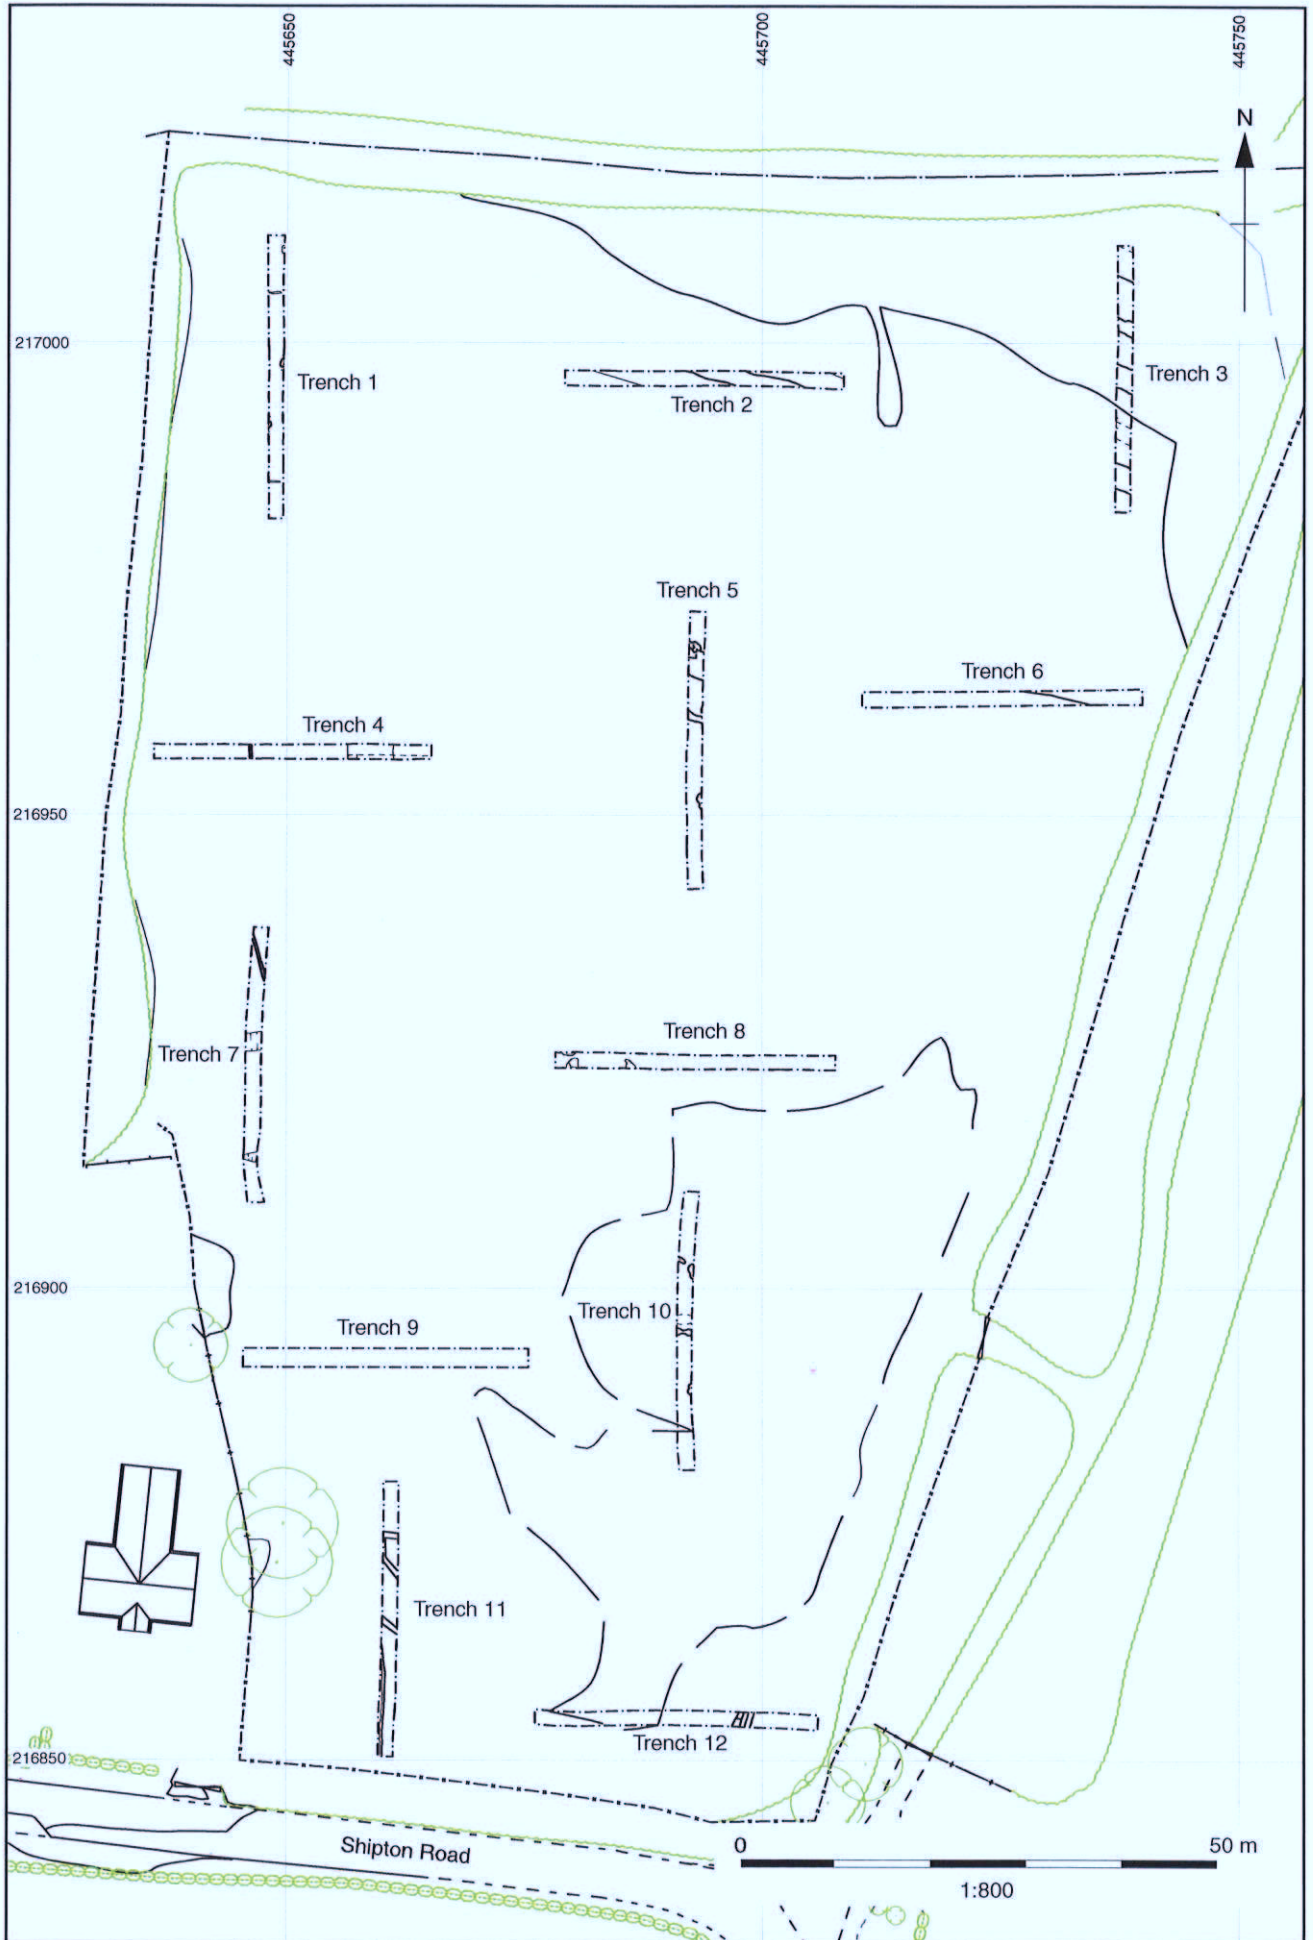 445650
445700
445750
N
217000
Trench 1
Trench 2
Trench 3
Trench 5
Trench 6
Trench 4
216950
Trench 8
Trench 7
216900
Trench 10
Trench 9
Trench 11
Trench 12
216850
Shipton Road
0 50 m
1:800